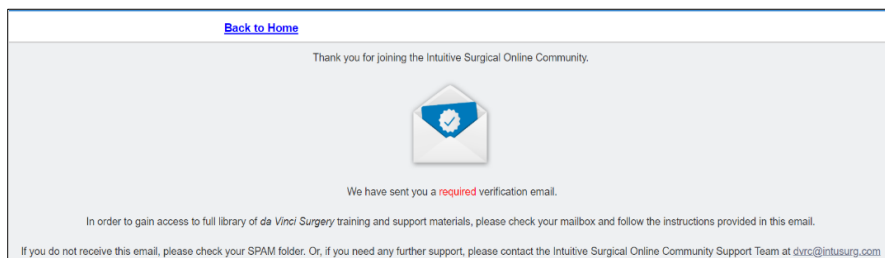 Back to Home
Thank you for joining the Intuitive Surgical Online Community.
We have sent you a required verification email.
In order to gain access to full library of da Vinci Surgery training and support materials, please check your mailbox and follow the instructions provided in this email.
If you do not receive this email, please check your SPAM folder. Or, if you need any further support, please contact the Intuitive Surgical Online Community Support Team at dvrc@intusurg.com